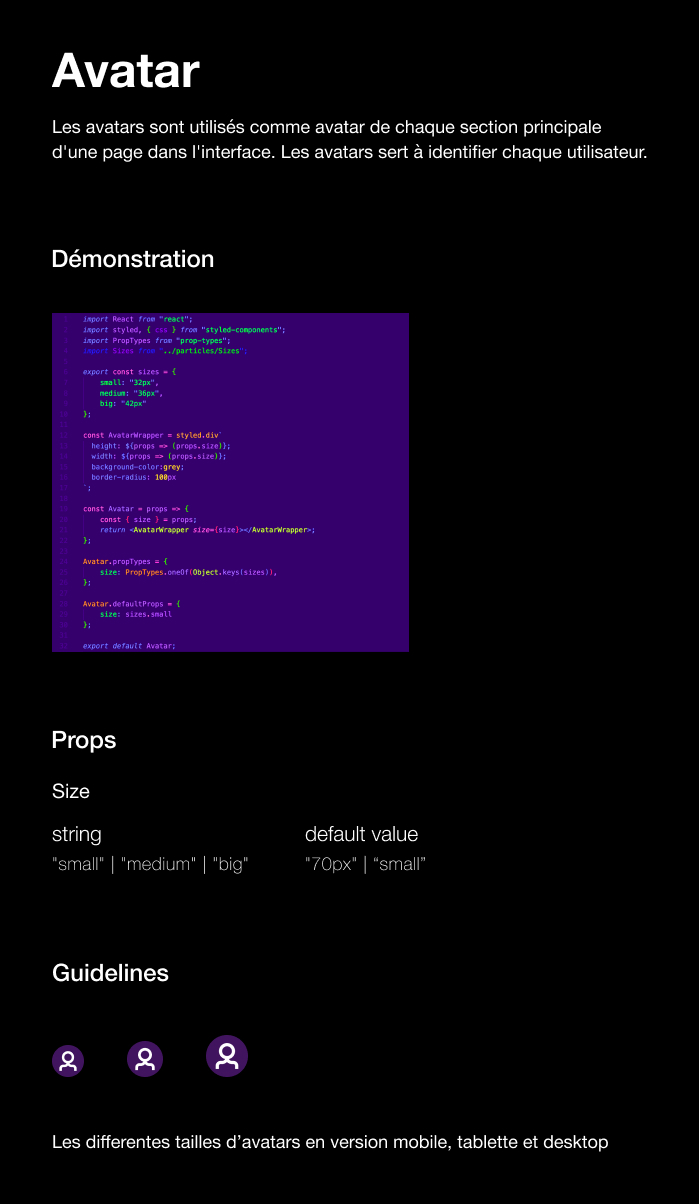 Avatar
Les avatars sont utilisés comme avatar de chaque section principale
d'une page dans l'interface. Les avatars sert à identifier chaque utilisateur.
Démonstration
import React from "react";
import styled, { css } from "styled-components";
import PropTypes from "prop-types";
import Sizes from "../particles/Sizes";
export const sizes = {
small: "32px",
medium: "36px",
big: "42px"
};
const AvatarWrapper = styled.div`
height: ${props => (props.size)};
width: ${props => (props.size)};
background-color:grey;
border-radius: 100px
`;
const Avatar = props => {
const { size } = props;
return <AvatarWrapper size={size}></AvatarWrapper>;
};
Avatar.propTypes = {
size: PropTypes.oneOf(Object.keys(sizes)),
};
Avatar.defaultProps = {
size: sizes.small
};
export default Avatar;
Props
Size
string default value
"small" | "medium" | "big" "70px" | “small”
Guidelines
Les differentes tailles d’avatars en version mobile, tablette et desktop